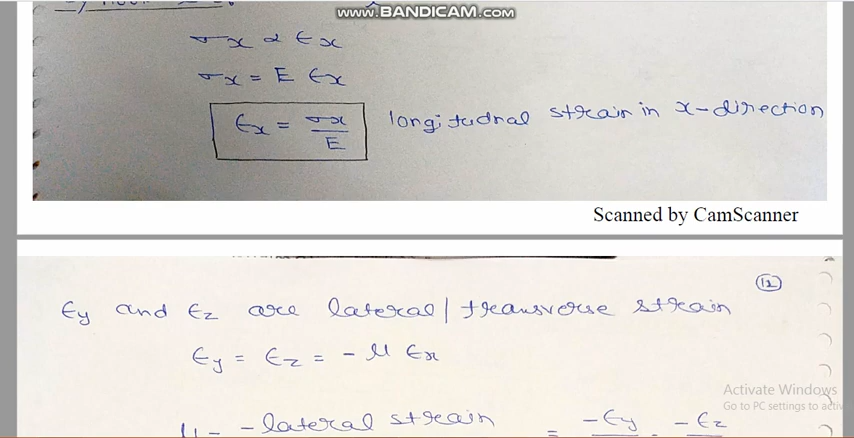 www.BANDICAM.com
σx α εx
σx = E εx
εx = σx / E longitudnal strain in x-direction
Scanned by CamScanner
12
εy and εz are lateral/transverse strain
εy = εz = - μ εx
Activate Windows
Go to PC settings to activ
μ = -lateral strain = -εy -εz